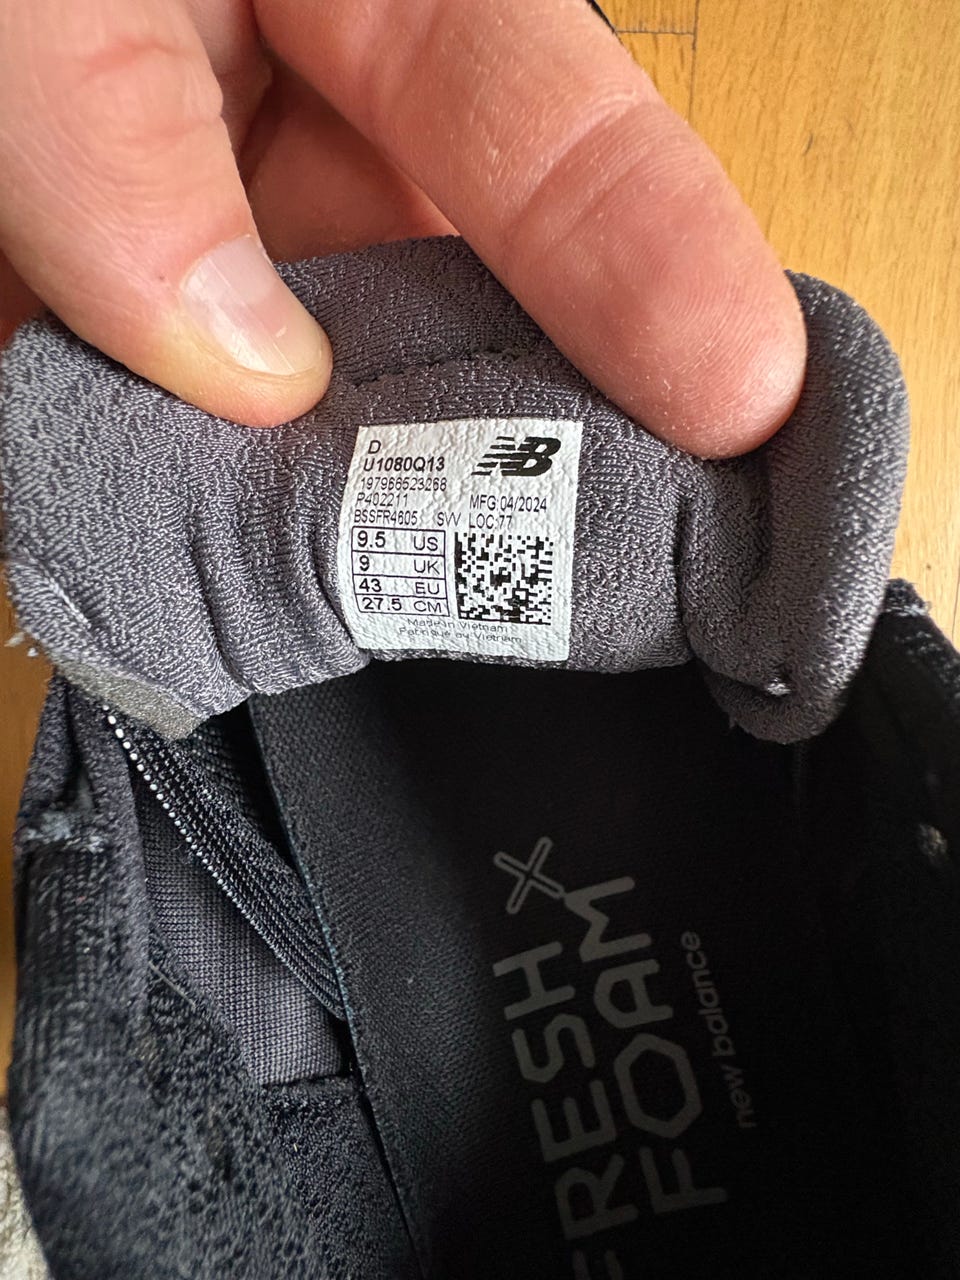 D
U1080Q13
NB
197966523268
P402211 MFG:04/2024
BSSFR4605 SW LOC:77
9.5 US
9 UK
43 EU
27.5 CM
Made in Vietnam
Fabriqué au Vietnam
FRESH X
FOAM
new balance